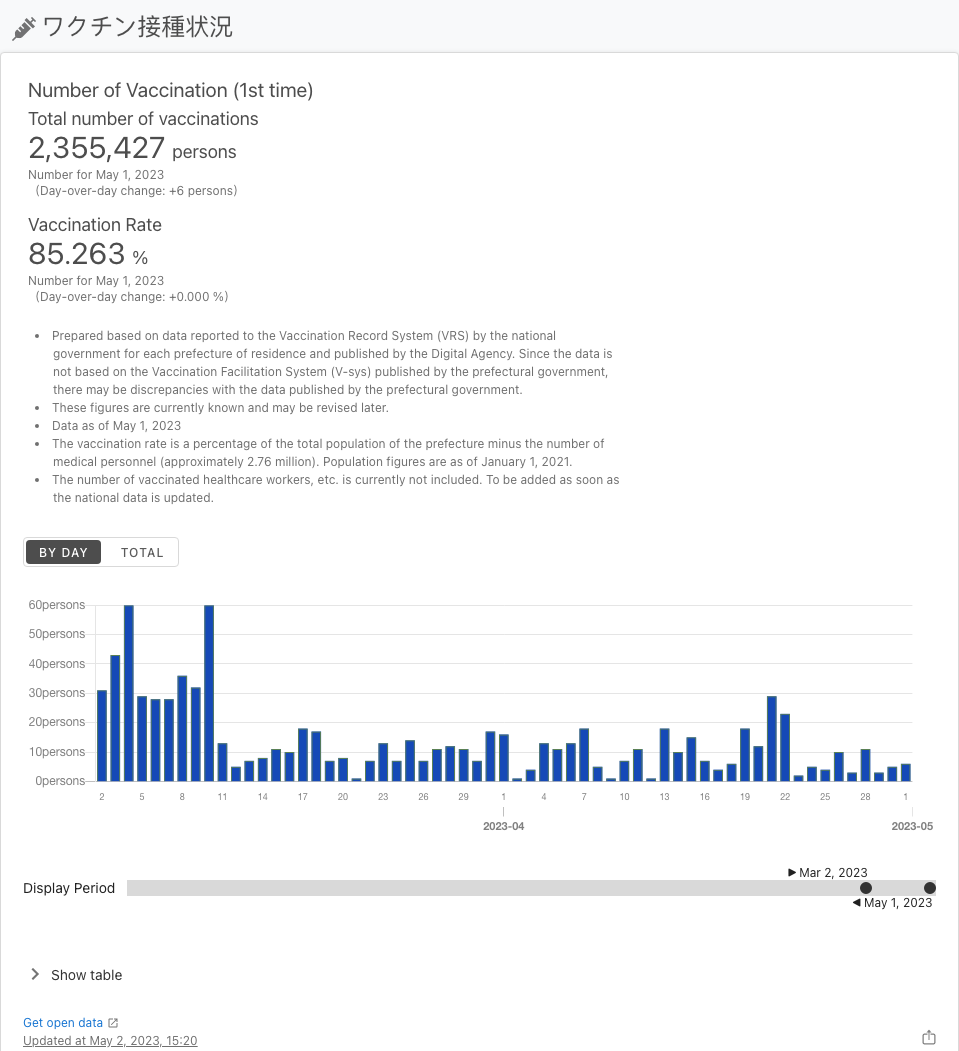 ワクチン接種状況
Number of Vaccination (1st time)
Total number of vaccinations
2,355,427 persons
Number for May 1, 2023
(Day-over-day change: +6 persons)
Vaccination Rate
85.263 %
Number for May 1, 2023
(Day-over-day change: +0.000 %)
• Prepared based on data reported to the Vaccination Record System (VRS) by the national
government for each prefecture of residence and published by the Digital Agency. Since the data is
not based on the Vaccination Facilitation System (V-sys) published by the prefectural government,
there may be discrepancies with the data published by the prefectural government.
• These figures are currently known and may be revised later.
• Data as of May 1, 2023
• The vaccination rate is a percentage of the total population of the prefecture minus the number of
medical personnel (approximately 2.76 million). Population figures are as of January 1, 2021.
• The number of vaccinated healthcare workers, etc. is currently not included. To be added as soon as
the national data is updated.
BY DAY TOTAL
60persons
50persons
40persons
30persons
20persons
10persons
0persons
2 5 8 11 14 17 20 23 26 29 1 4 7 10 13 16 19 22 25 28 1
2023-04 2023-05
Mar 2, 2023
Display Period
May 1, 2023
Show table
Get open data
Updated at May 2, 2023, 15:20